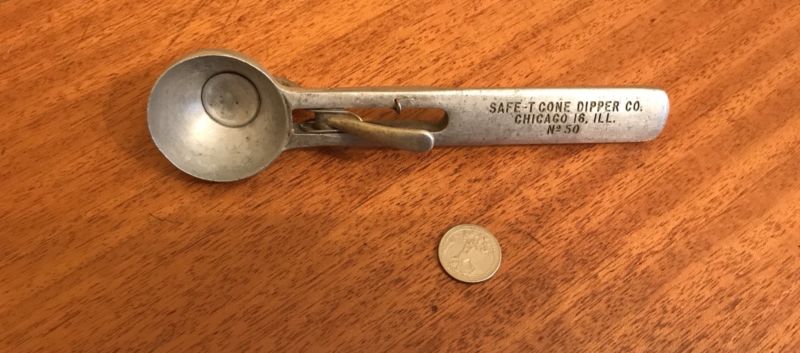 SAFE-T CONE DIPPER CO.
CHICAGO 16, ILL.
Nº 50